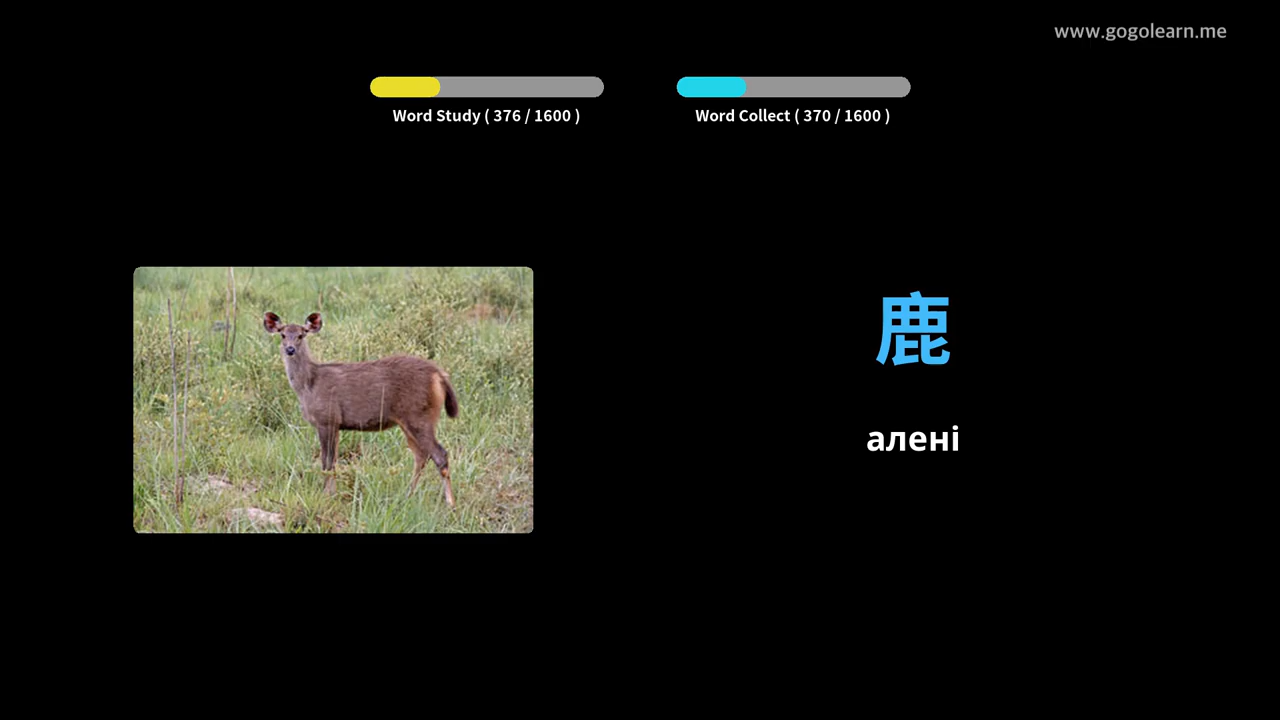 www.gogolearn.me
Word Study ( 376 / 1600 )
Word Collect ( 370 / 1600 )
鹿
алені